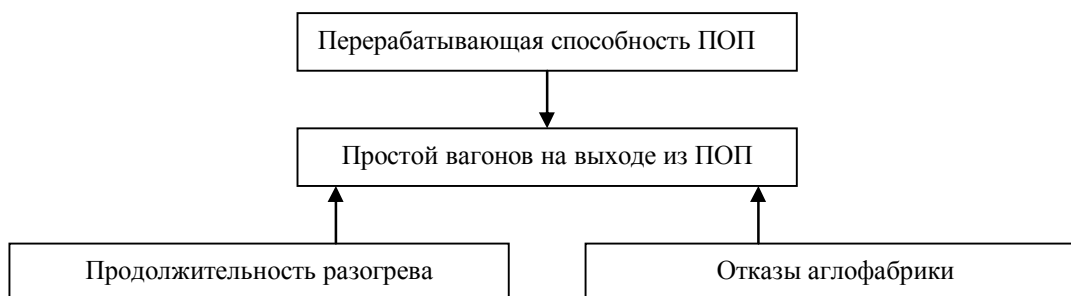 Перерабатывающая способность ПОП
Простой вагонов на выходе из ПОП
Продолжительность разогрева
Отказы аглофабрики